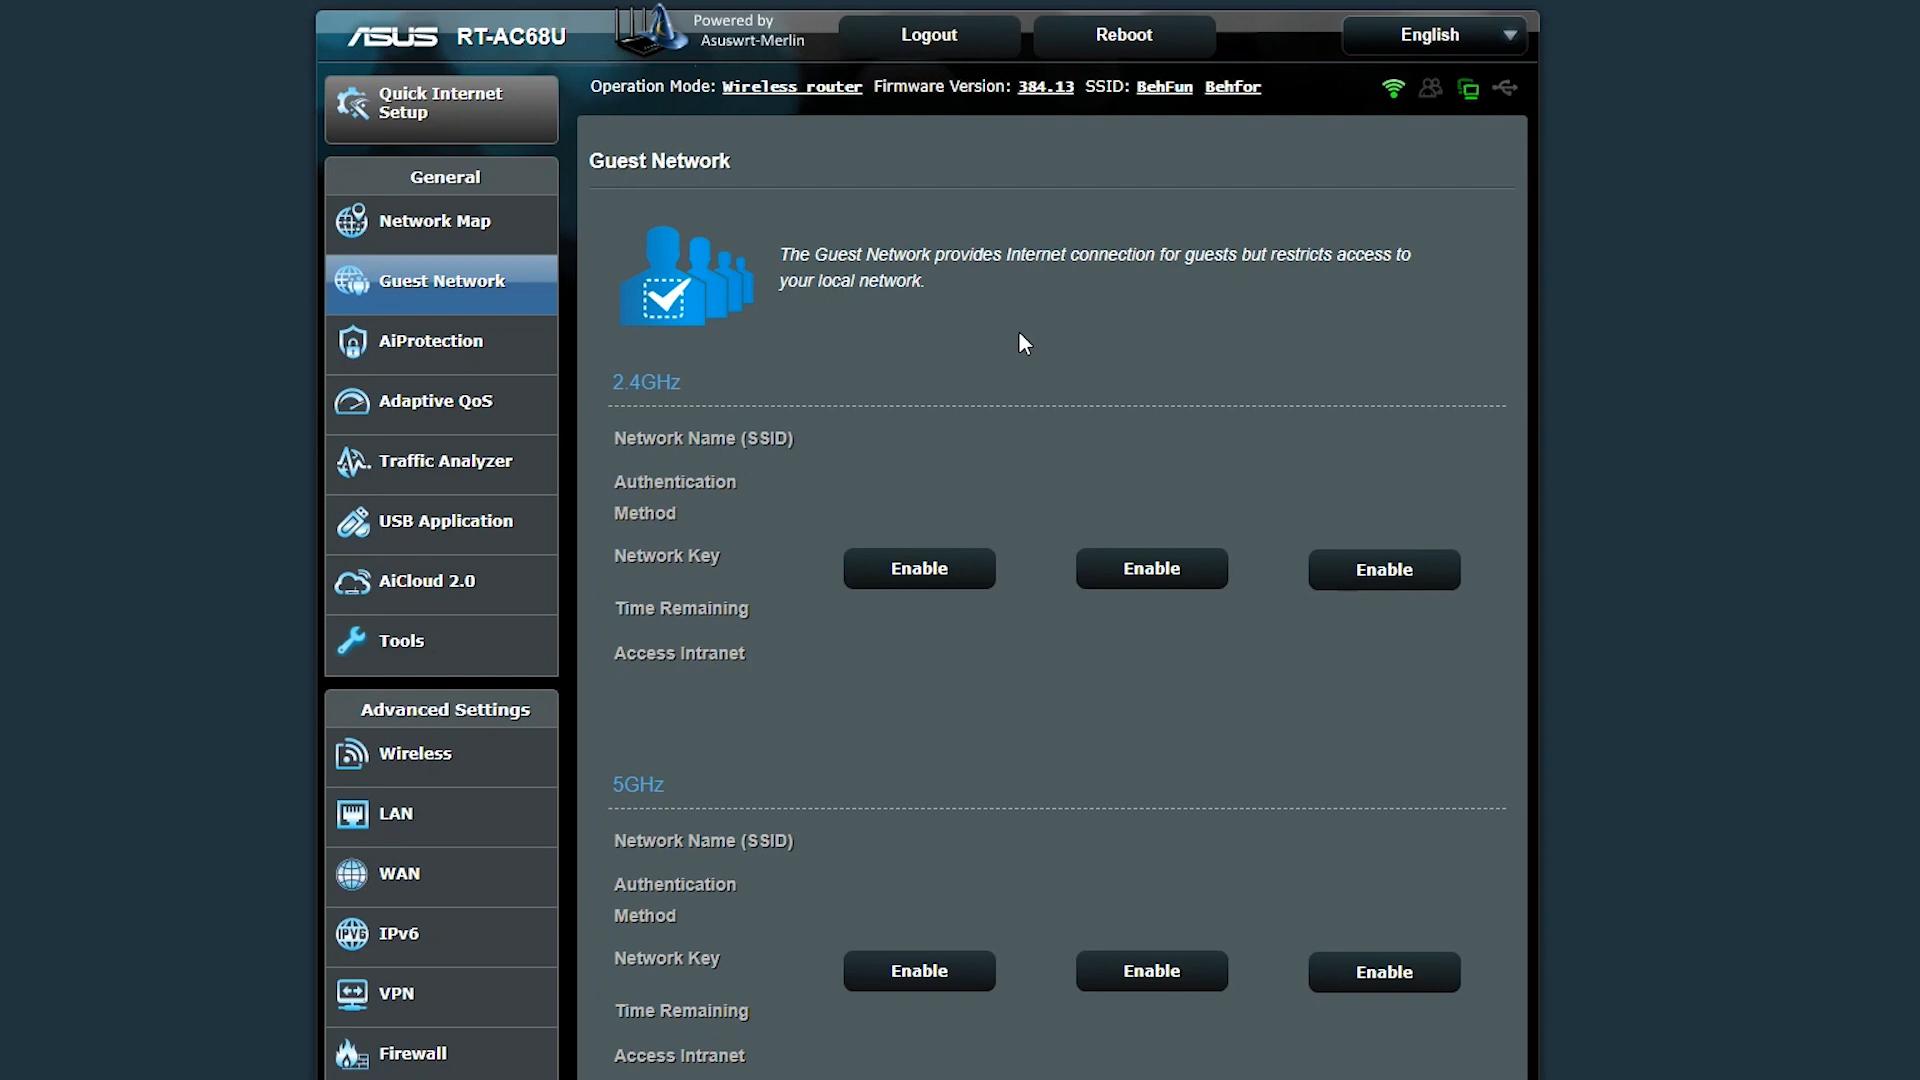 ASUS RT-AC68U
Powered by
Asuswrt-Merlin
Logout
Reboot
English
Quick Internet
Setup
Operation Mode: Wireless router Firmware Version: 384.13 SSID: BehFun Behfor
General
Network Map
Guest Network
AiProtection
Adaptive QoS
Traffic Analyzer
USB Application
AiCloud 2.0
Tools
Advanced Settings
Wireless
LAN
WAN
IPV6
IPv6
VPN
Firewall
Guest Network
The Guest Network provides Internet connection for guests but restricts access to
your local network.
2.4GHz
Network Name (SSID)
Authentication
Method
Network Key
Enable
Enable
Enable
Time Remaining
Access Intranet
5GHz
Network Name (SSID)
Authentication
Method
Network Key
Enable
Enable
Enable
Time Remaining
Access Intranet